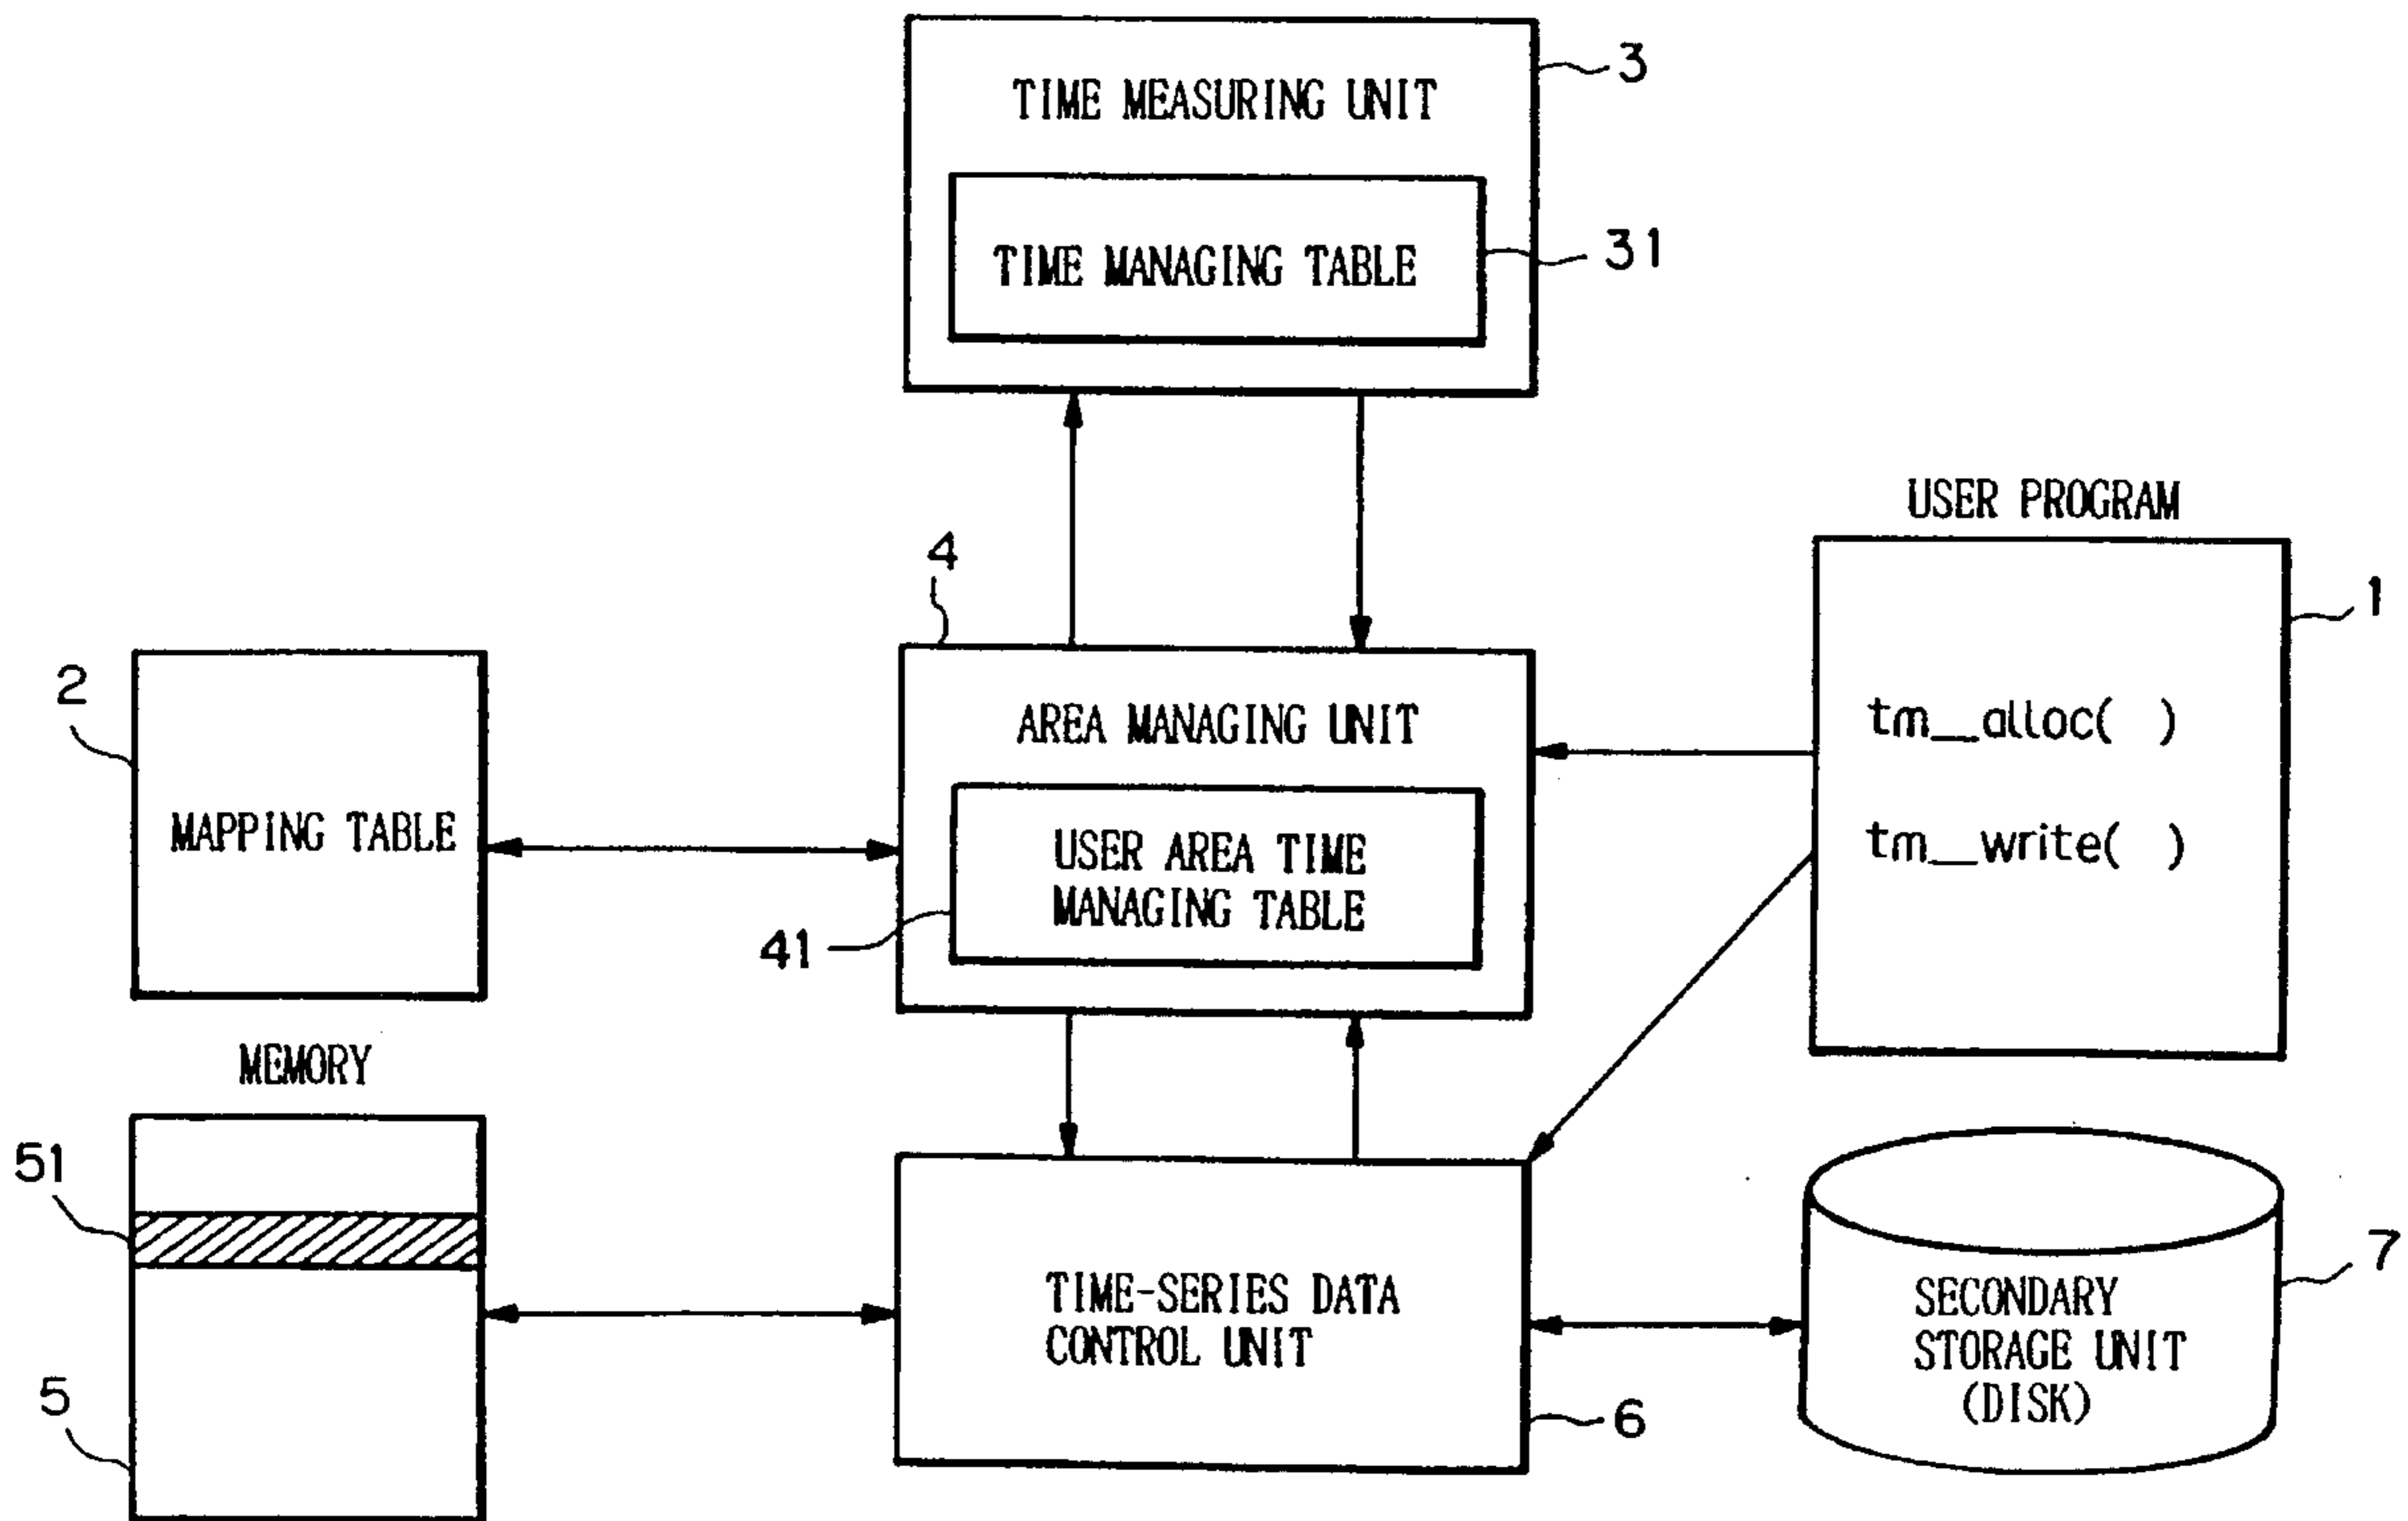 TIME MEASURING UNIT
3
TIME MANAGING TABLE
31
USER PROGRAM
1
tm__alloc( )
tm__write( )
4
AREA MANAGING UNIT
USER AREA TIME
MANAGING TABLE
41
2
MAPPING TABLE
MEMORY
51
5
TIME-SERIES DATA
CONTROL UNIT
6
SECONDARY
STORAGE UNIT
(DISK)
7